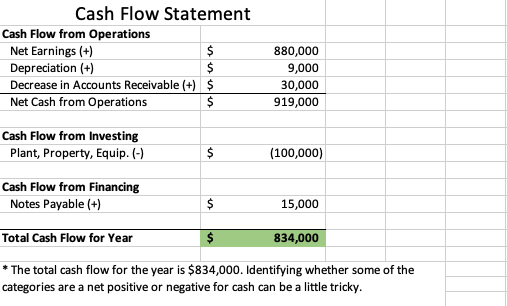 Cash Flow Statement
Cash Flow from Operations
Net Earnings (+) $ 880,000
Depreciation (+) $ 9,000
Decrease in Accounts Receivable (+) $ 30,000
Net Cash from Operations $ 919,000
Cash Flow from Investing
Plant, Property, Equip. (-) $ (100,000)
Cash Flow from Financing
Notes Payable (+) $ 15,000
Total Cash Flow for Year $ 834,000
* The total cash flow for the year is $834,000. Identifying whether some of the
categories are a net positive or negative for cash can be a little tricky.